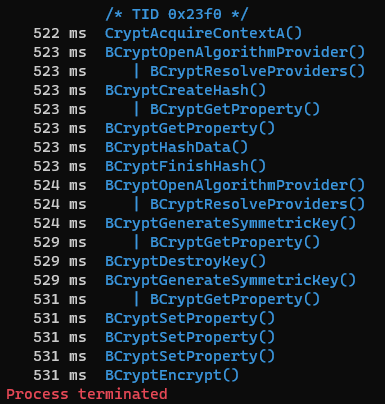 /* TID 0x23f0 */
522 ms CryptAcquireContextA()
523 ms BCryptOpenAlgorithmProvider()
523 ms | BCryptResolveProviders()
523 ms BCryptCreateHash()
523 ms | BCryptGetProperty()
523 ms BCryptGetProperty()
523 ms BCryptHashData()
523 ms BCryptFinishHash()
524 ms BCryptOpenAlgorithmProvider()
524 ms | BCryptResolveProviders()
524 ms BCryptGenerateSymmetricKey()
529 ms | BCryptGetProperty()
529 ms BCryptDestroyKey()
529 ms BCryptGenerateSymmetricKey()
531 ms | BCryptGetProperty()
531 ms BCryptSetProperty()
531 ms BCryptSetProperty()
531 ms BCryptSetProperty()
531 ms BCryptEncrypt()
Process terminated